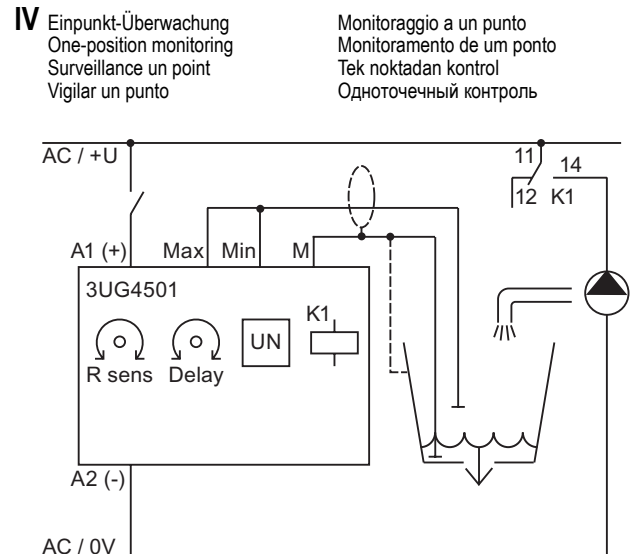 IV
Einpunkt-Überwachung
One-position monitoring
Surveillance un point
Vigilar un punto
Monitoraggio a un punto
Monitoramento de um ponto
Tek noktadan kontrol
Одноточечный контроль
AC / +U
11
14
12 K1
A1 (+) Max Min M
3UG4501
K1
UN
R sens Delay
A2 (-)
AC / 0V